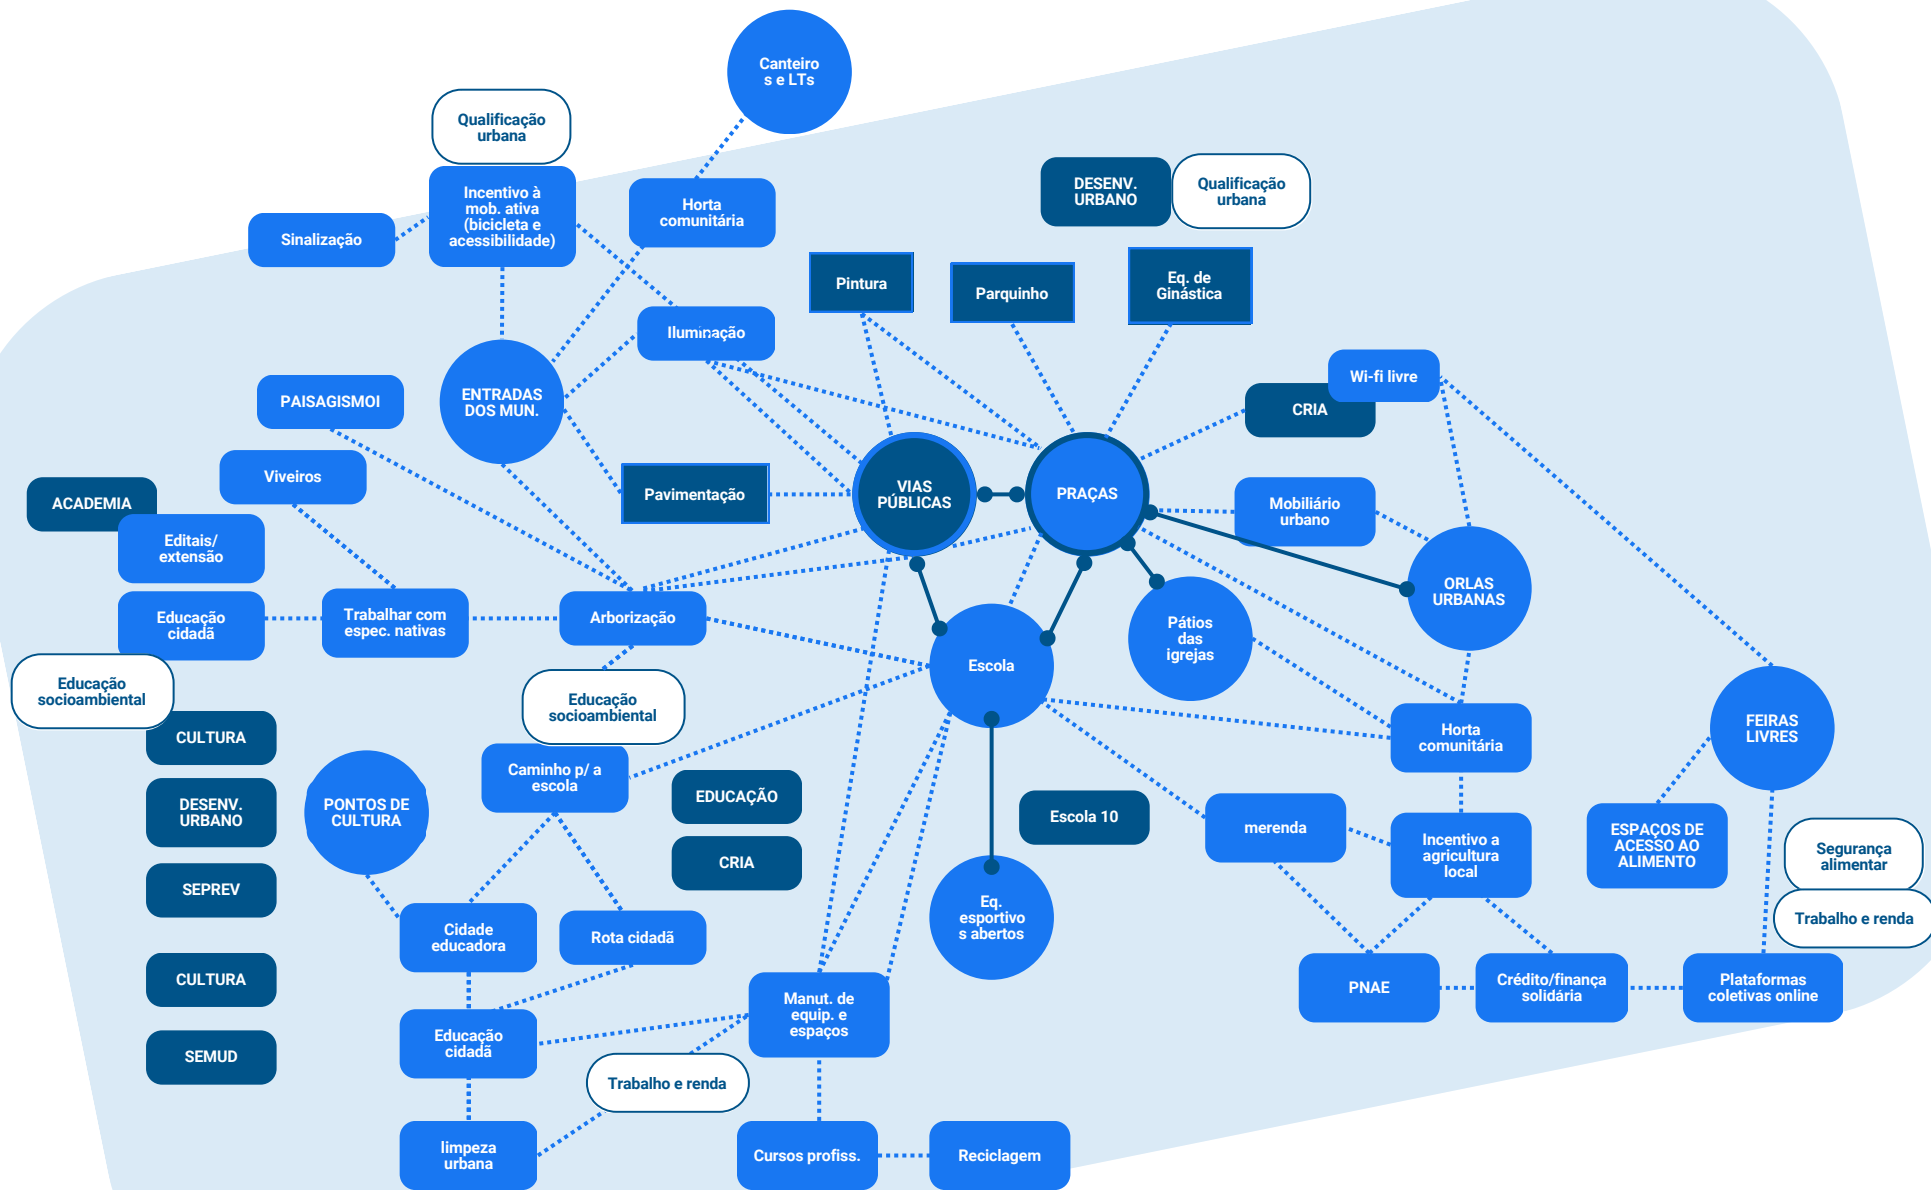 Canteiro
s e LTs
Qualificação
urbana
Incentivo à
mob. ativa
(bicicleta e
acessibilidade)
Sinalização
Horta
comunitária
DESENV.
URBANO
Qualificação
urbana
Pintura
Parquinho
Eq. de
Ginástica
Iluminação
ENTRADAS
DOS MUN.
PAISAGISMOI
Wi-fi livre
CRIA
Viveiros
ACADEMIA
Editais/
extensão
Pavimentação
VIAS
PÚBLICAS
PRAÇAS
Mobiliário
urbano
ORLAS
URBANAS
Educação
cidadã
Trabalhar com
espec. nativas
Arborização
Escola
Pátios
das
igrejas
Educação
socioambiental
Educação
socioambiental
CULTURA
Horta
comunitária
FEIRAS
LIVRES
DESENV.
URBANO
PONTOS DE
CULTURA
Caminho p/ a
escola
EDUCAÇÃO
CRIA
Escola 10
merenda
Incentivo a
agricultura
local
ESPAÇOS DE
ACESSO AO
ALIMENTO
Segurança
alimentar
Trabalho e renda
SEPREV
Cidade
educadora
Rota cidadã
Eq.
esportivo
s abertos
CULTURA
Manut. de
equip. e
espaços
PNAE
Crédito/finança
solidária
Plataformas
coletivas online
SEMUD
Educação
cidadã
Trabalho e renda
limpeza
urbana
Cursos profiss.
Reciclagem